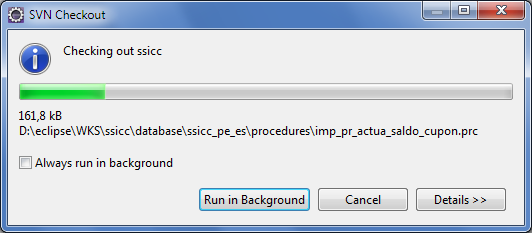 SVN Checkout
Checking out ssicc
161,8 kB
D:\eclipse\WKS\ssicc\database\ssicc_pe_es\procedures\imp_pr_actua_saldo_cupon.prc
Always run in background
Run in Background
Cancel
Details >>